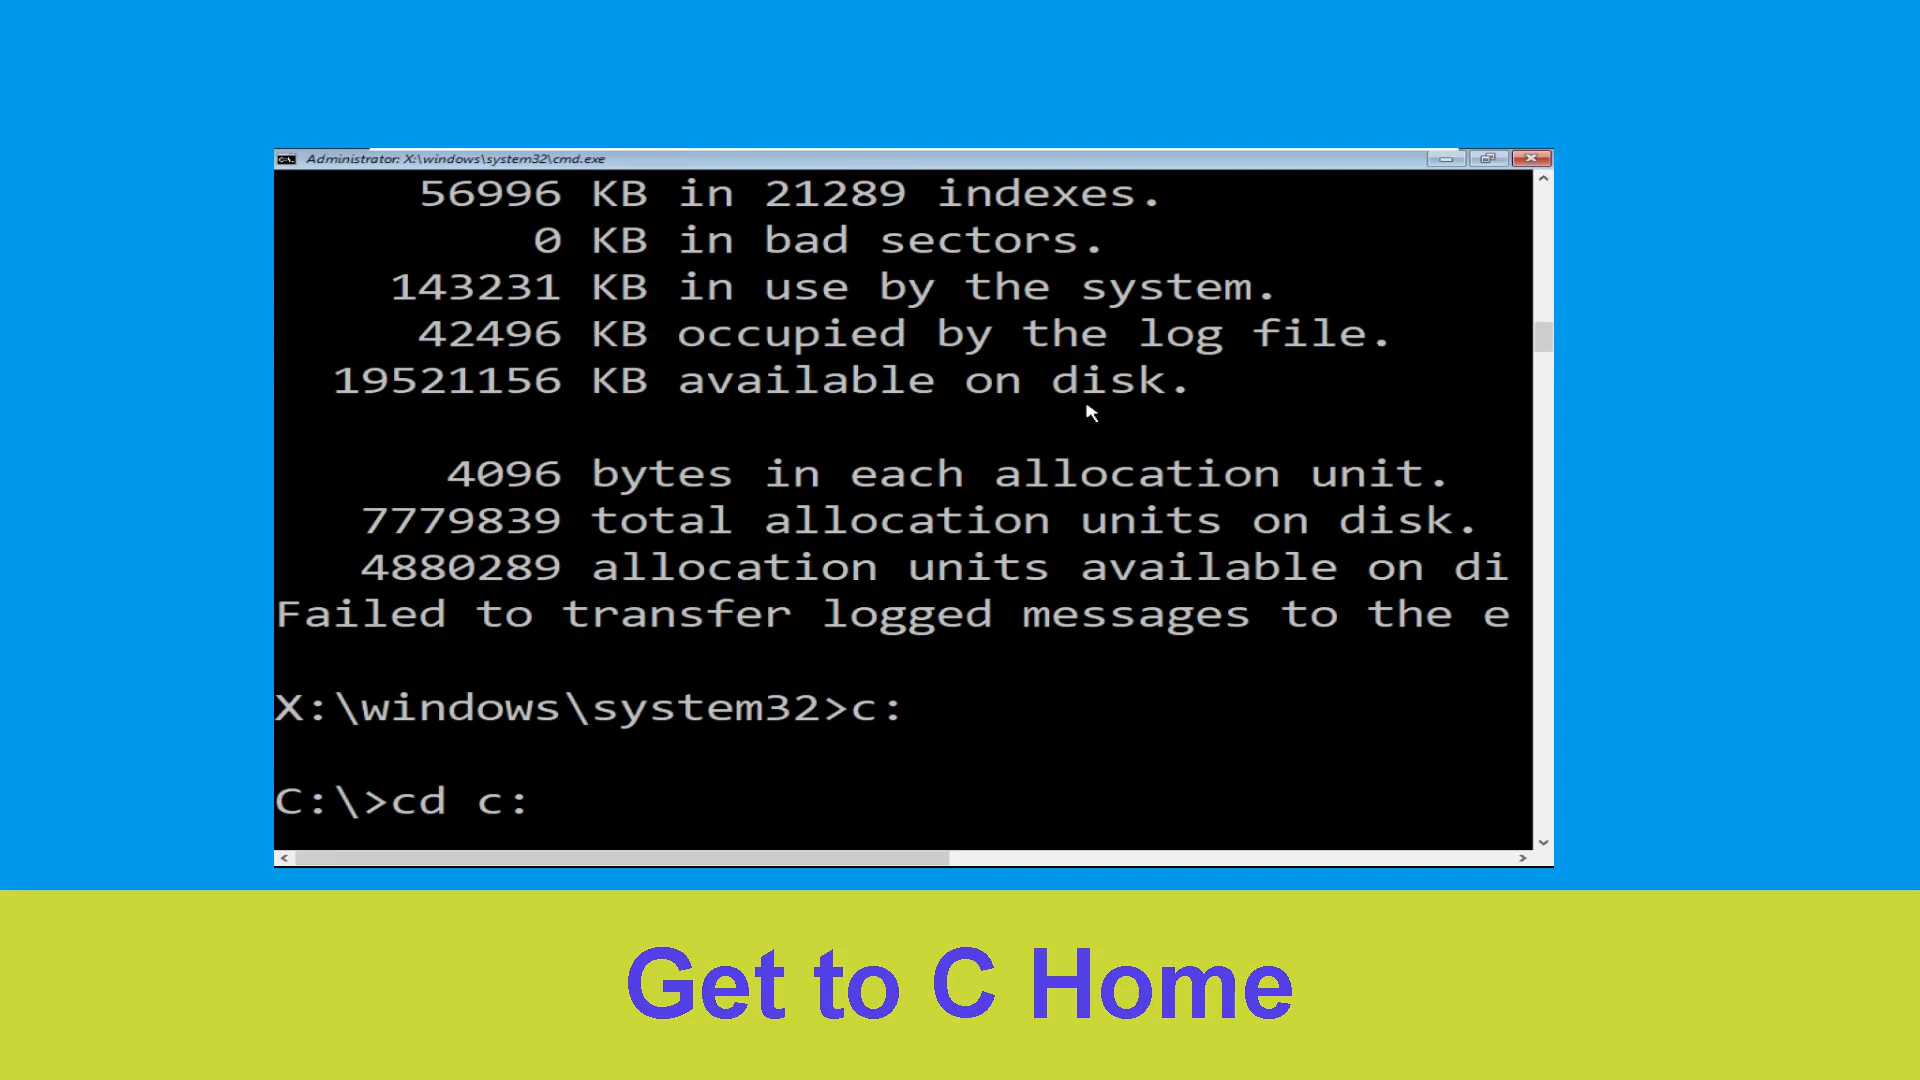 Administrator: X:\windows\system32\cmd.exe
56996 KB in 21289 indexes.
0 KB in bad sectors.
143231 KB in use by the system.
42496 KB occupied by the log file.
19521156 KB available on disk.
4096 bytes in each allocation unit.
7779839 total allocation units on disk.
4880289 allocation units available on di
Failed to transfer logged messages to the e
X:\windows\system32>c:
C:\>cd c:
Get to C Home